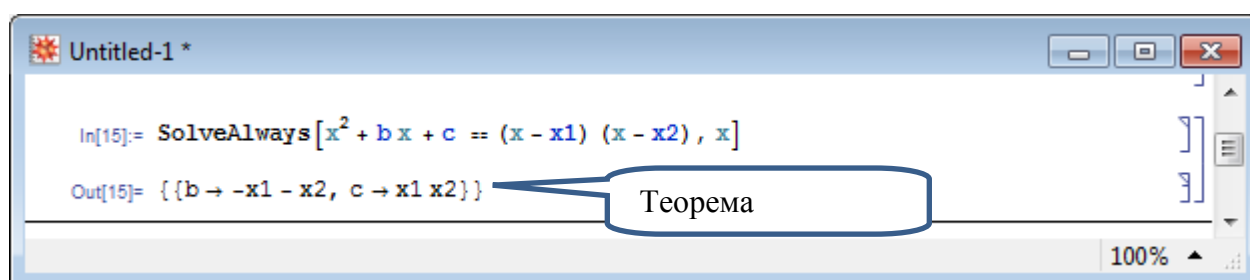 Untitled-1 *
In[15]:= SolveAlways[x² + b x + c == (x - x1) (x - x2), x]
Out[15]= {{b → -x1 - x2, c → x1 x2}}
Теорема
100%